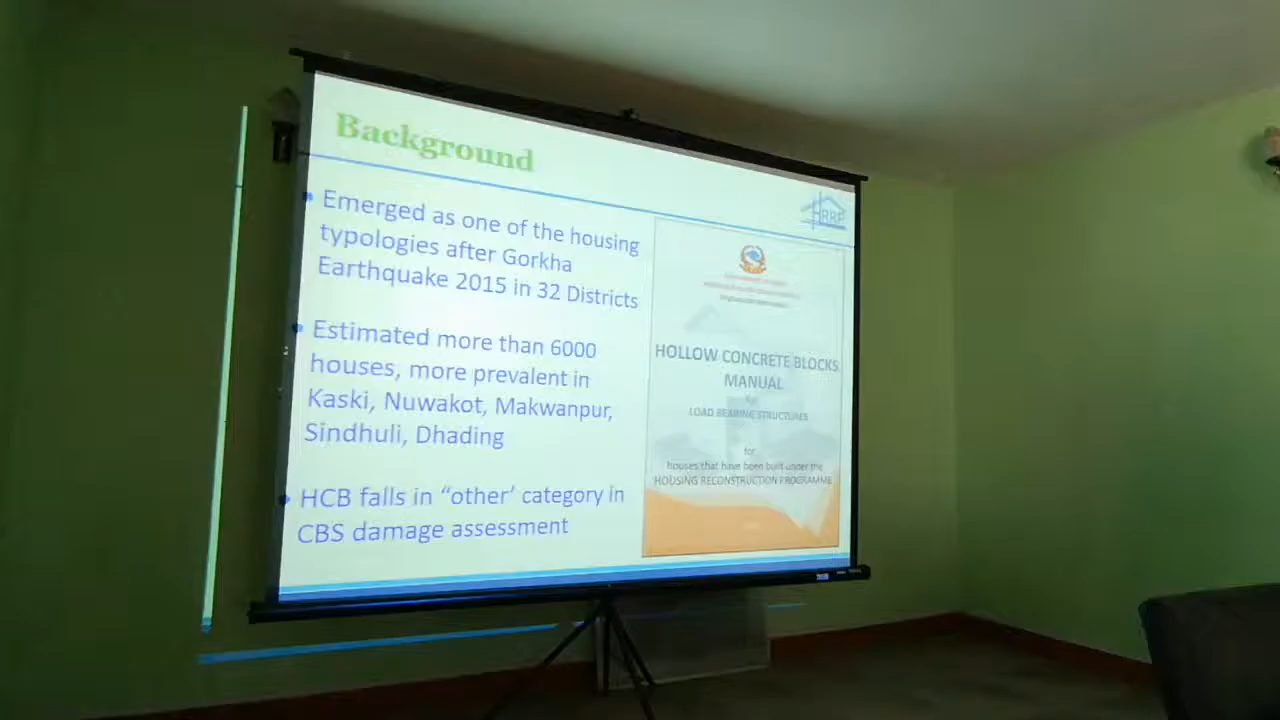 Background
HRRP
• Emerged as one of the housing
typologies after Gorkha
Earthquake 2015 in 32 Districts
• Estimated more than 6000
houses, more prevalent in
Kaski, Nuwakot, Makwanpur,
Sindhuli, Dhading
• HCB falls in “other’ category in
CBS damage assessment
HOLLOW CONCRETE BLOCKS
MANUAL
LOAD BEARING STRUCTURES
for
houses that have been built under the
HOUSING RECONSTRUCTION PROGRAMME